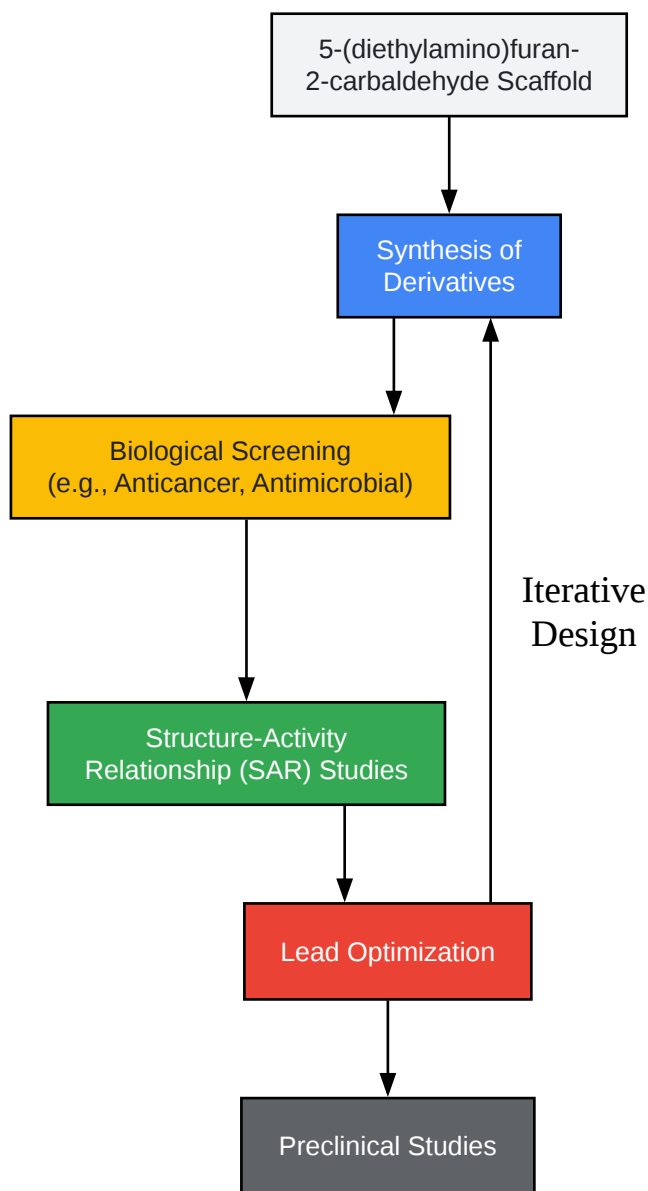 5-(diethylamino)furan-
2-carbaldehyde Scaffold
Synthesis of
Derivatives
Biological Screening
(e.g., Anticancer, Antimicrobial)
Iterative
Design
Structure-Activity
Relationship (SAR) Studies
Lead Optimization
Preclinical Studies